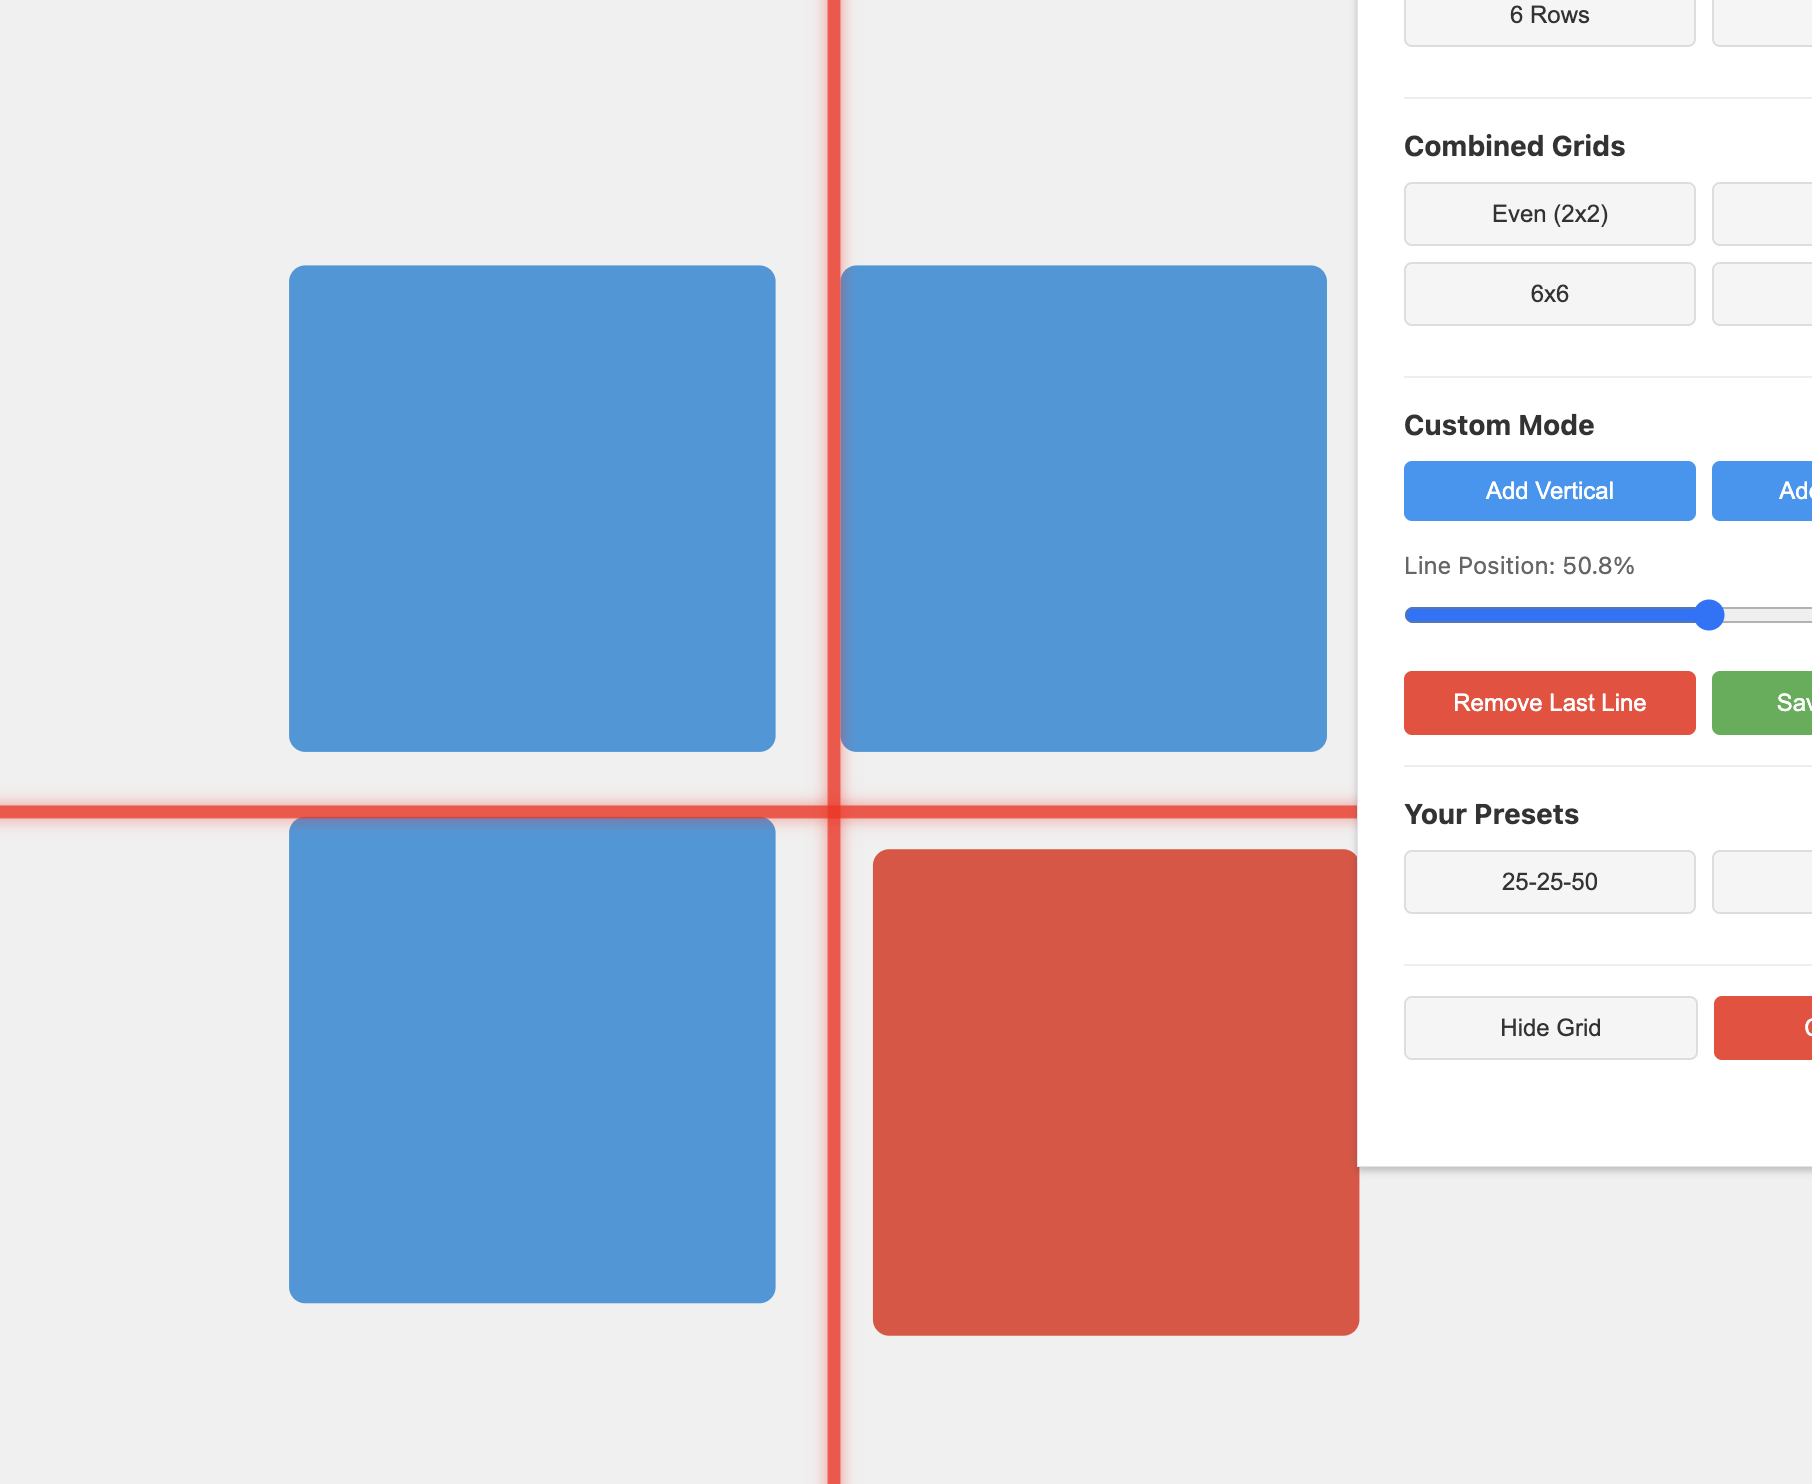 6 Rows
Combined Grids
Even (2x2)
6x6
Custom Mode
Add Vertical
Line Position: 50.8%
Remove Last Line
Your Presets
25-25-50
Hide Grid